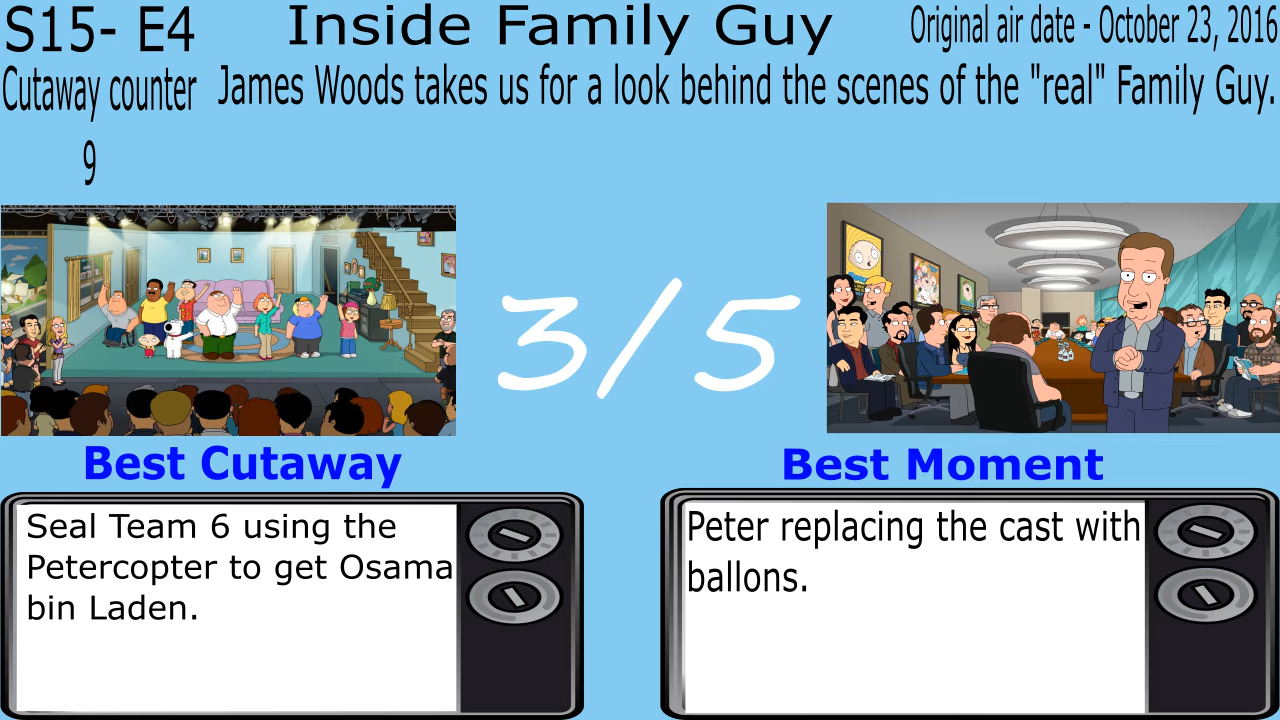 S15- E4
Inside Family Guy
Original air date - October 23, 2016
Cutaway counter
James Woods takes us for a look behind the scenes of the "real" Family Guy.
9
3/5
Best Cutaway
Best Moment
Seal Team 6 using the
Petercopter to get Osama
bin Laden.
Peter replacing the cast with
ballons.